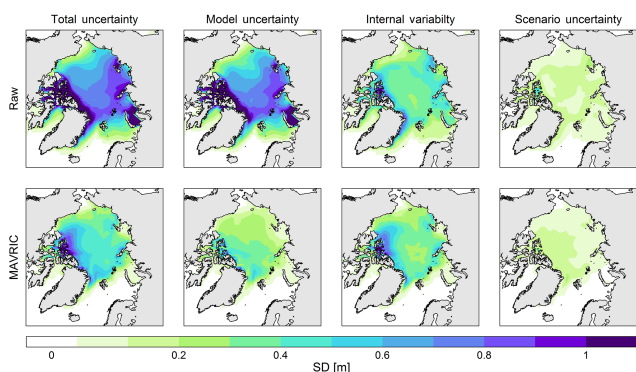 Total uncertainty Model uncertainty Internal variabilty Scenario uncertainty
Raw
MAVRIC
0 0.2 0.4 0.6 0.8 1
SD [m]